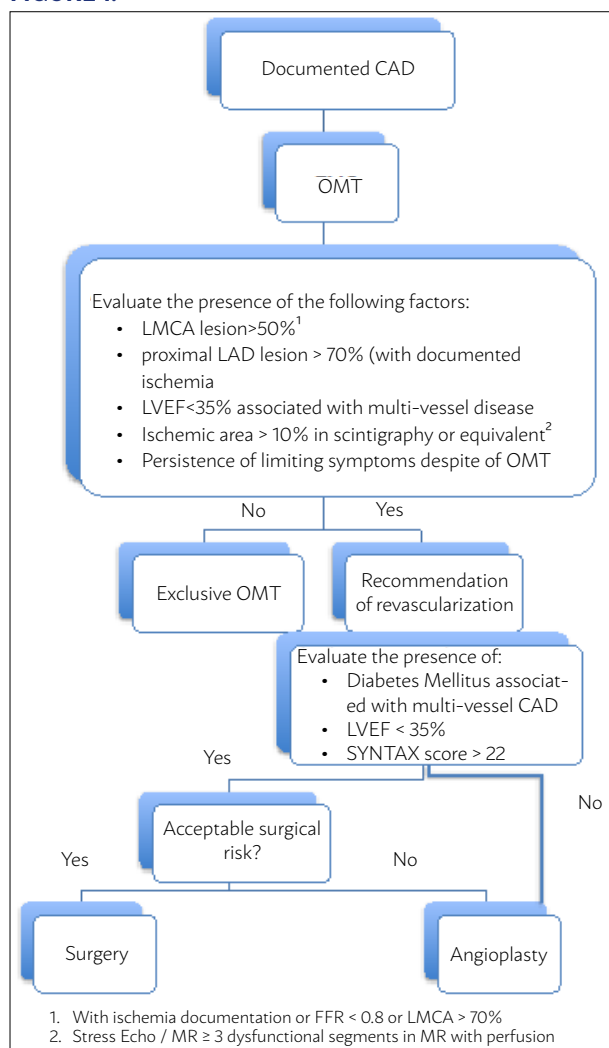 Documented CAD
OMT
Evaluate the presence of the following factors:
• LMCA lesion>50%¹
• proximal LAD lesion > 70% (with documented
ischemia
• LVEF<35% associated with multi-vessel disease
• Ischemic area > 10% in scintigraphy or equivalent²
• Persistence of limiting symptoms despite of OMT
No
Yes
Exclusive OMT
Recommendation
of revascularization
Evaluate the presence of:
• Diabetes Mellitus associat-
ed with multi-vessel CAD
• LVEF < 35%
• SYNTAX score > 22
Yes
No
Acceptable surgical
risk?
Yes
No
Surgery
Angioplasty
1. With ischemia documentation or FFR < 0.8 or LMCA > 70%
2. Stress Echo / MR ≥ 3 dysfunctional segments in MR with perfusion